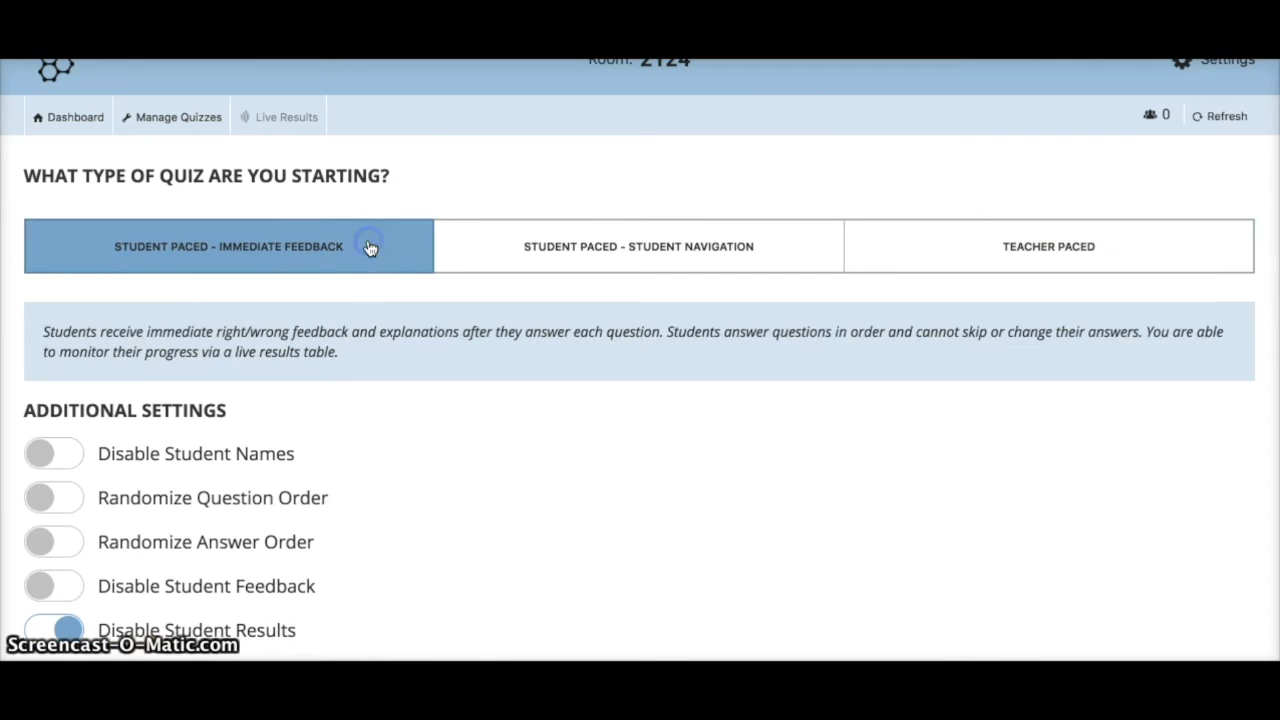 Room: 2124
Settings
Dashboard
Manage Quizzes
Live Results
0
Refresh
WHAT TYPE OF QUIZ ARE YOU STARTING?
STUDENT PACED - IMMEDIATE FEEDBACK
STUDENT PACED - STUDENT NAVIGATION
TEACHER PACED
Students receive immediate right/wrong feedback and explanations after they answer each question. Students answer questions in order and cannot skip or change their answers. You are able
to monitor their progress via a live results table.
ADDITIONAL SETTINGS
Disable Student Names
Randomize Question Order
Randomize Answer Order
Disable Student Feedback
Disable Student Results
Screencast-O-Matic.com